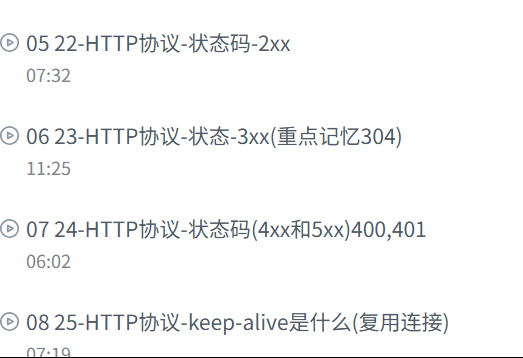 05 22-HTTP协议-状态码-2xx
07:32
06 23-HTTP协议-状态-3xx(重点记忆304)
11:25
07 24-HTTP协议-状态码(4xx和5xx)400,401
06:02
08 25-HTTP协议-keep-alive是什么(复用连接)
07:19